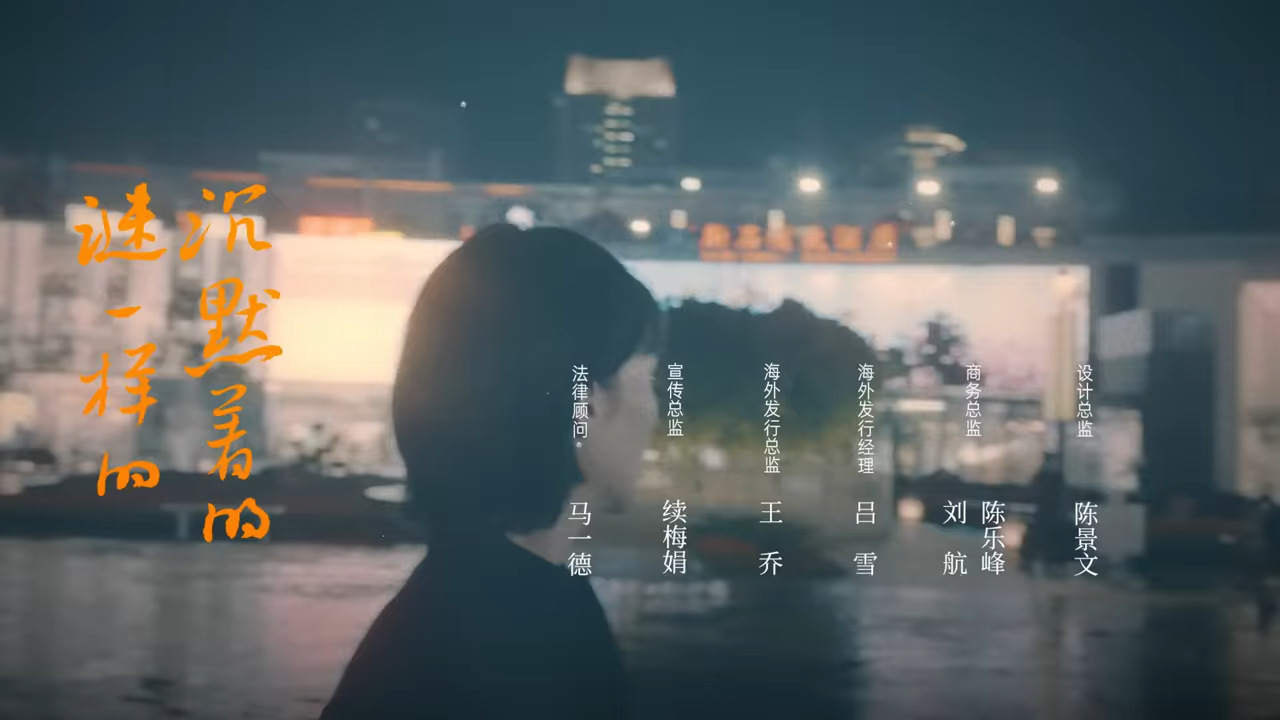 沉默着的
谜一样的
设计总监
陈景文
商务总监
陈乐峰
刘航
海外发行经理
吕雪
海外发行总监
王乔
宣传总监
续梅娟
法律顾问
马一德